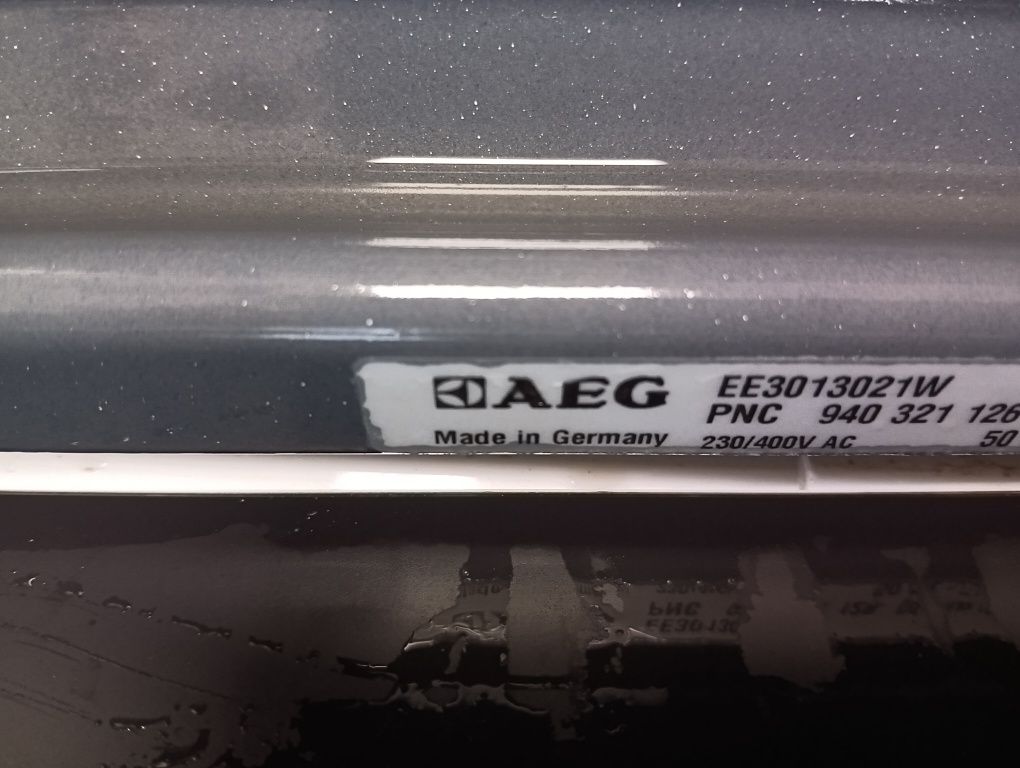 AEG EE3013021W
PNC 940 321 126
Made in Germany 230/400V AC 50